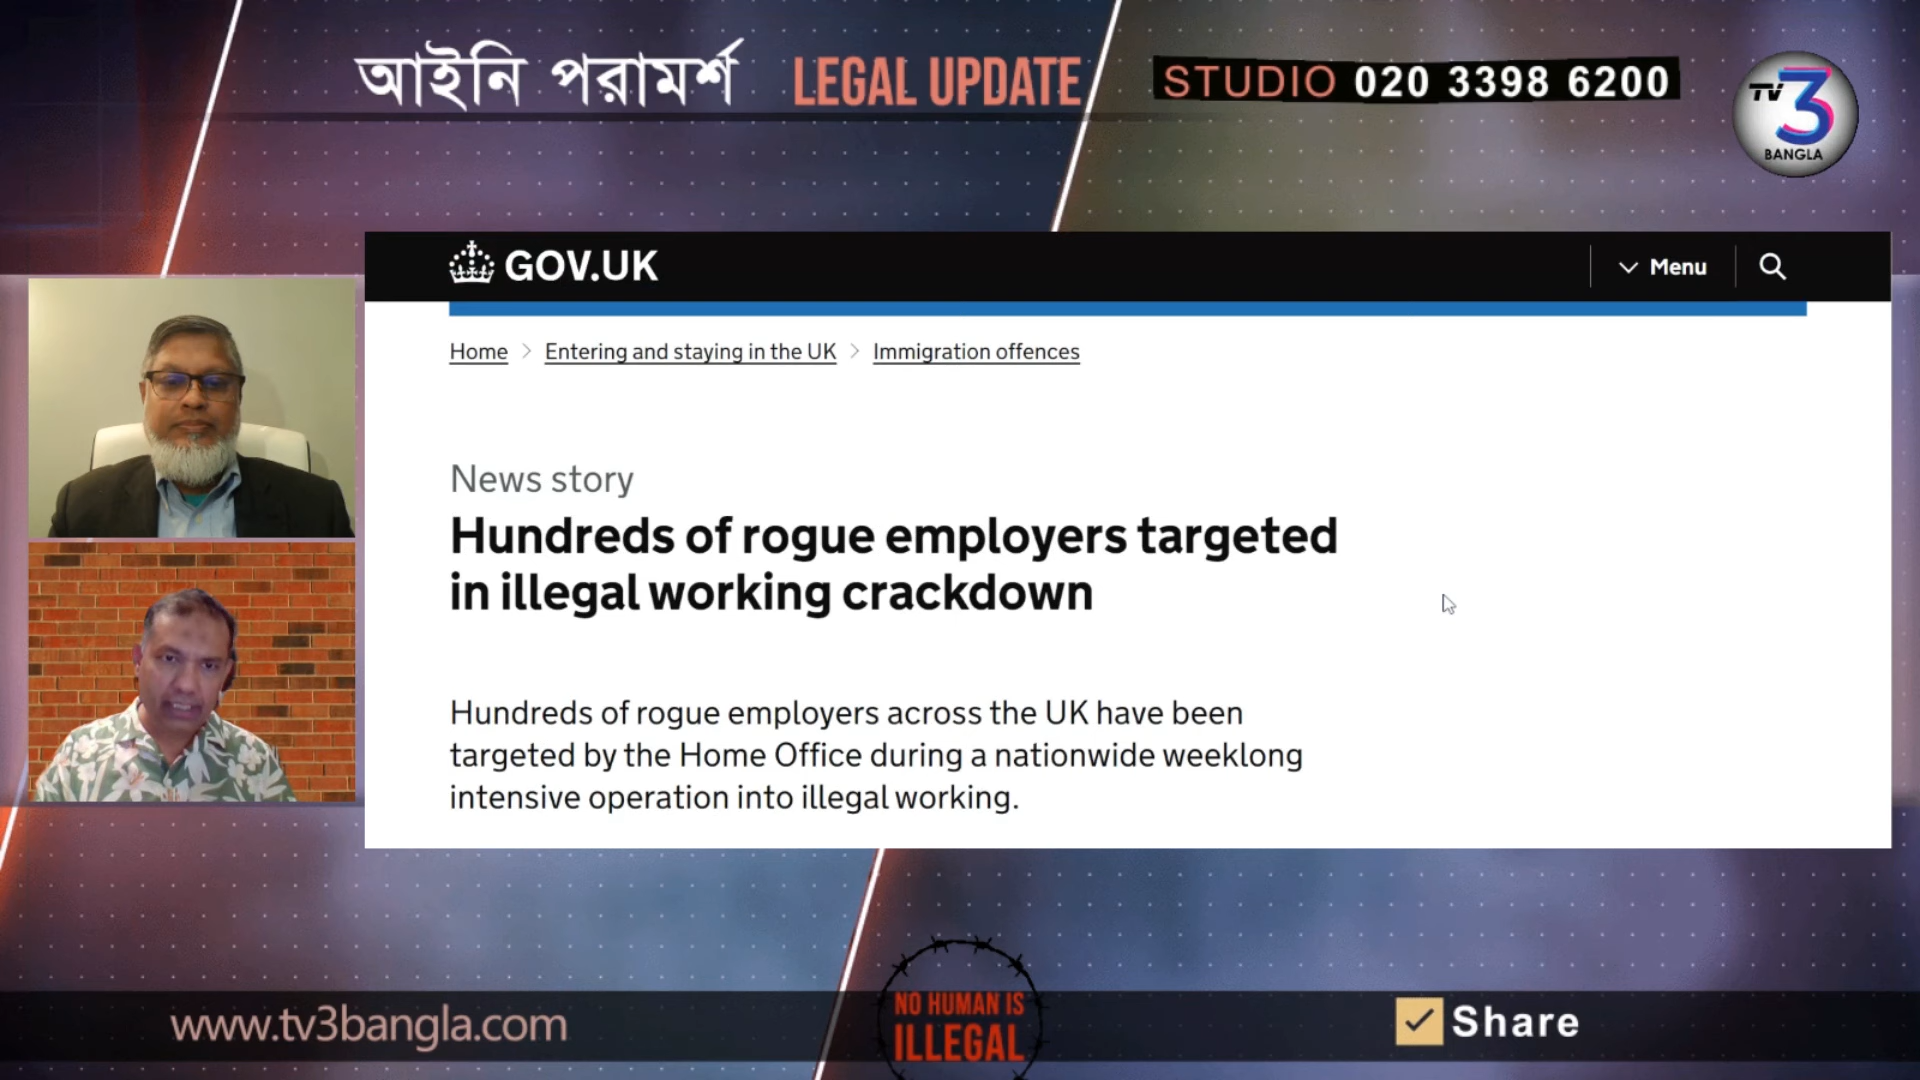 আইনি পরামর্শ LEGAL UPDATE
STUDIO 020 3398 6200
TV3
BANGLA
GOV.UK
Menu
Home > Entering and staying in the UK > Immigration offences
News story
Hundreds of rogue employers targeted
in illegal working crackdown
Hundreds of rogue employers across the UK have been
targeted by the Home Office during a nationwide weeklong
intensive operation into illegal working.
www.tv3bangla.com
NO HUMAN IS
ILLEGAL
Share